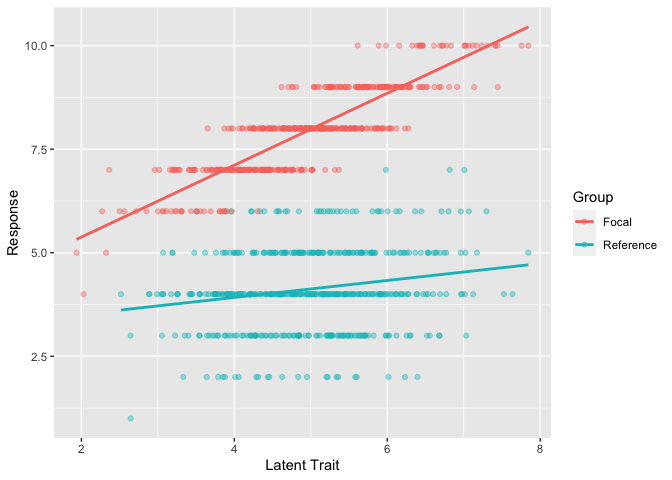 10.0
7.5
5.0
2.5
Response
2
4
6
8
Latent Trait
Group
Focal
Reference